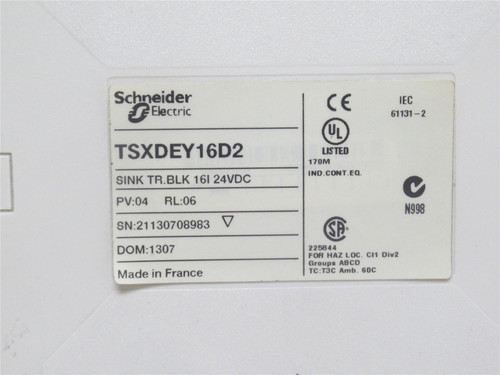 Schneider
Electric
TSXDEY16D2
SINK TR.BLK 16I 24VDC
PV:04 RL:06
SN:21130708983
DOM:1307
Made in France
CE
IEC
61131-2
UL
LISTED
170M
IND.CONT.EQ.
N998
SA
225844
FOR HAZ LOC. Cl1 Div2
Groups ABCD
TC:T3C Amb. 60C